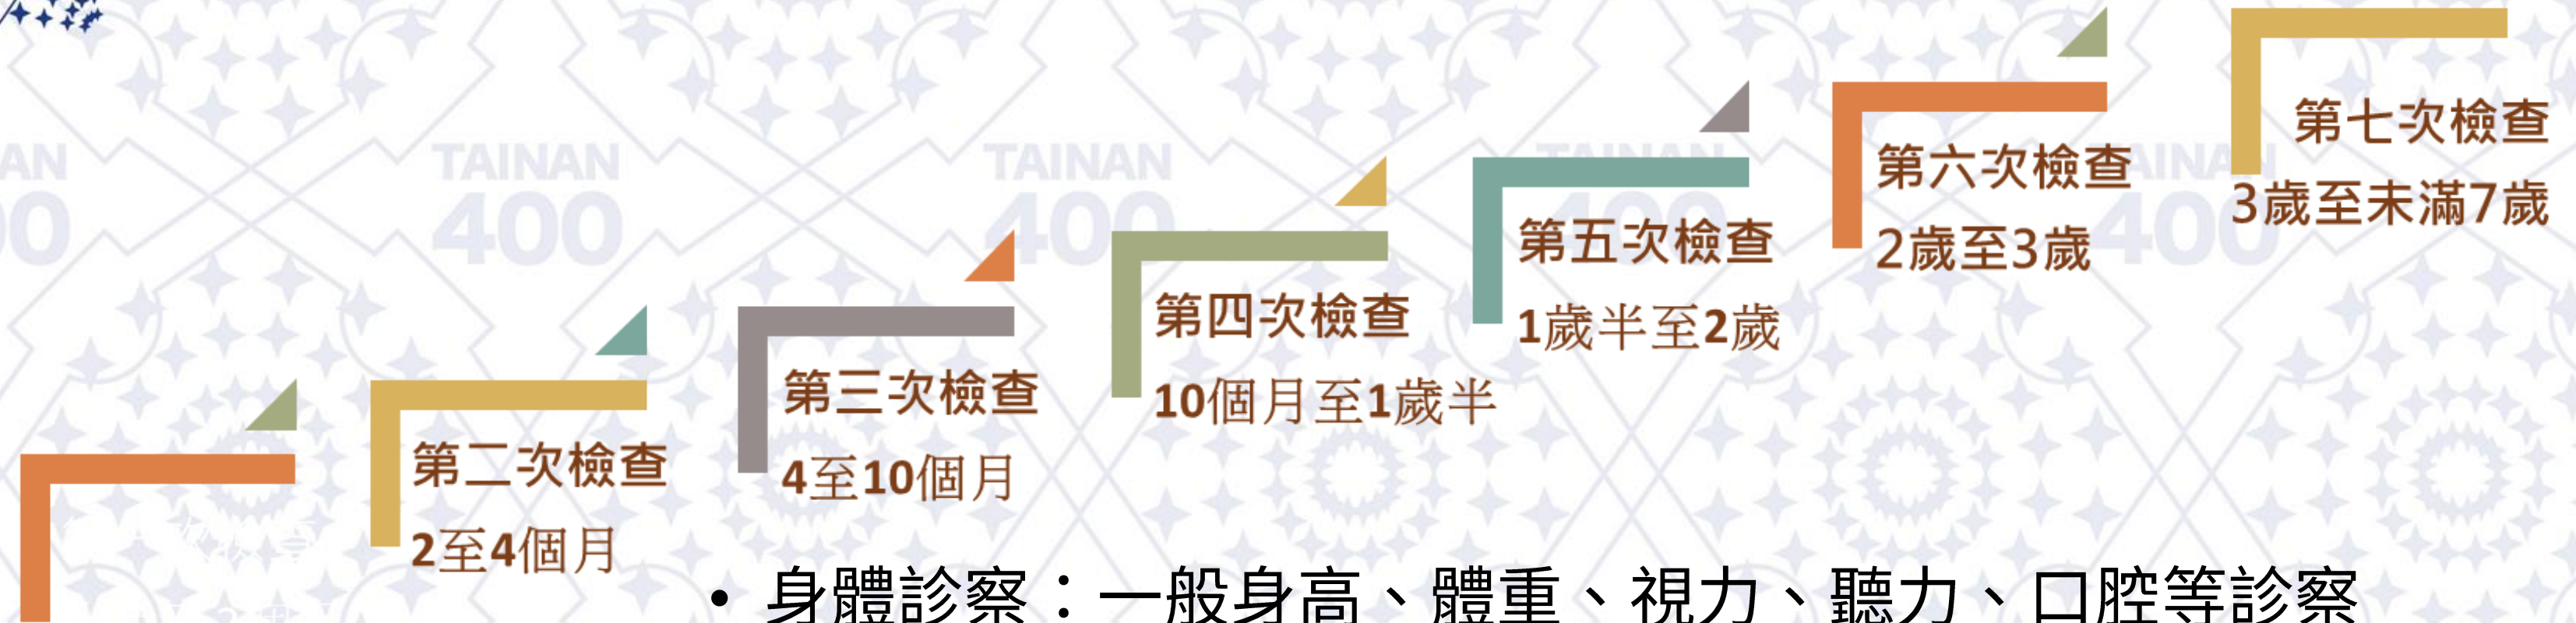 第二次檢查
2至4個月
第三次檢查
4至10個月
第四次檢查
10個月至1歲半
第五次檢查
1歲半至2歲
第六次檢查
2歲至3歲
第七次檢查
3歲至未滿7歲
• 身體診察：一般身高、體重、視力、聽力、口腔等診察
TAINAN
400
TAINAN
400